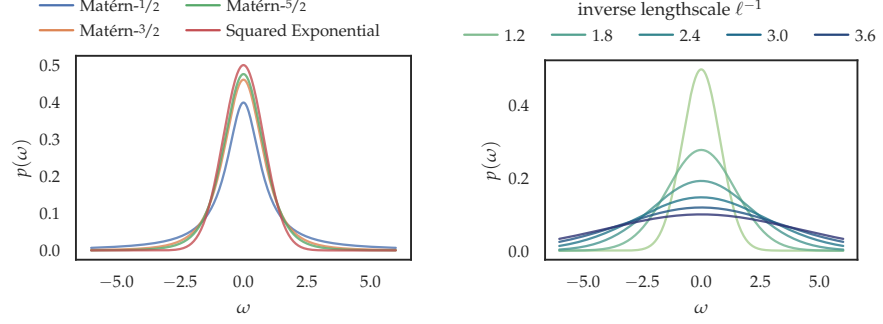 Matérn-1/2
Matérn-5/2
Matérn-3/2
Squared Exponential
0.5
0.4
0.3
0.2
0.1
0.0
p(ω)
−5.0 −2.5 0.0 2.5 5.0
ω
inverse lengthscale ℓ⁻¹
1.2 1.8 2.4 3.0 3.6
0.4
0.2
0.0
p(ω)
−5.0 −2.5 0.0 2.5 5.0
ω